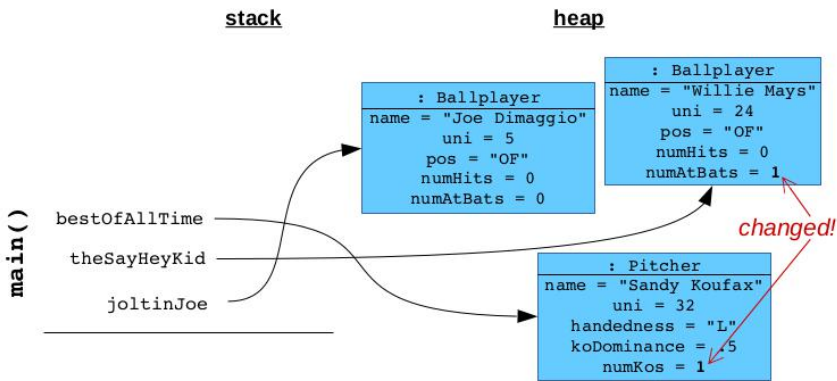 stack
heap
: Ballplayer
name = "Joe Dimaggio"
uni = 5
pos = "OF"
numHits = 0
numAtBats = 0
: Ballplayer
name = "Willie Mays"
uni = 24
pos = "OF"
numHits = 0
numAtBats = 1
main()
bestOfAllTime
theSayHeyKid
joltinJoe
changed!
: Pitcher
name = "Sandy Koufax"
uni = 32
handedness = "L"
koDominance = .5
numKos = 1